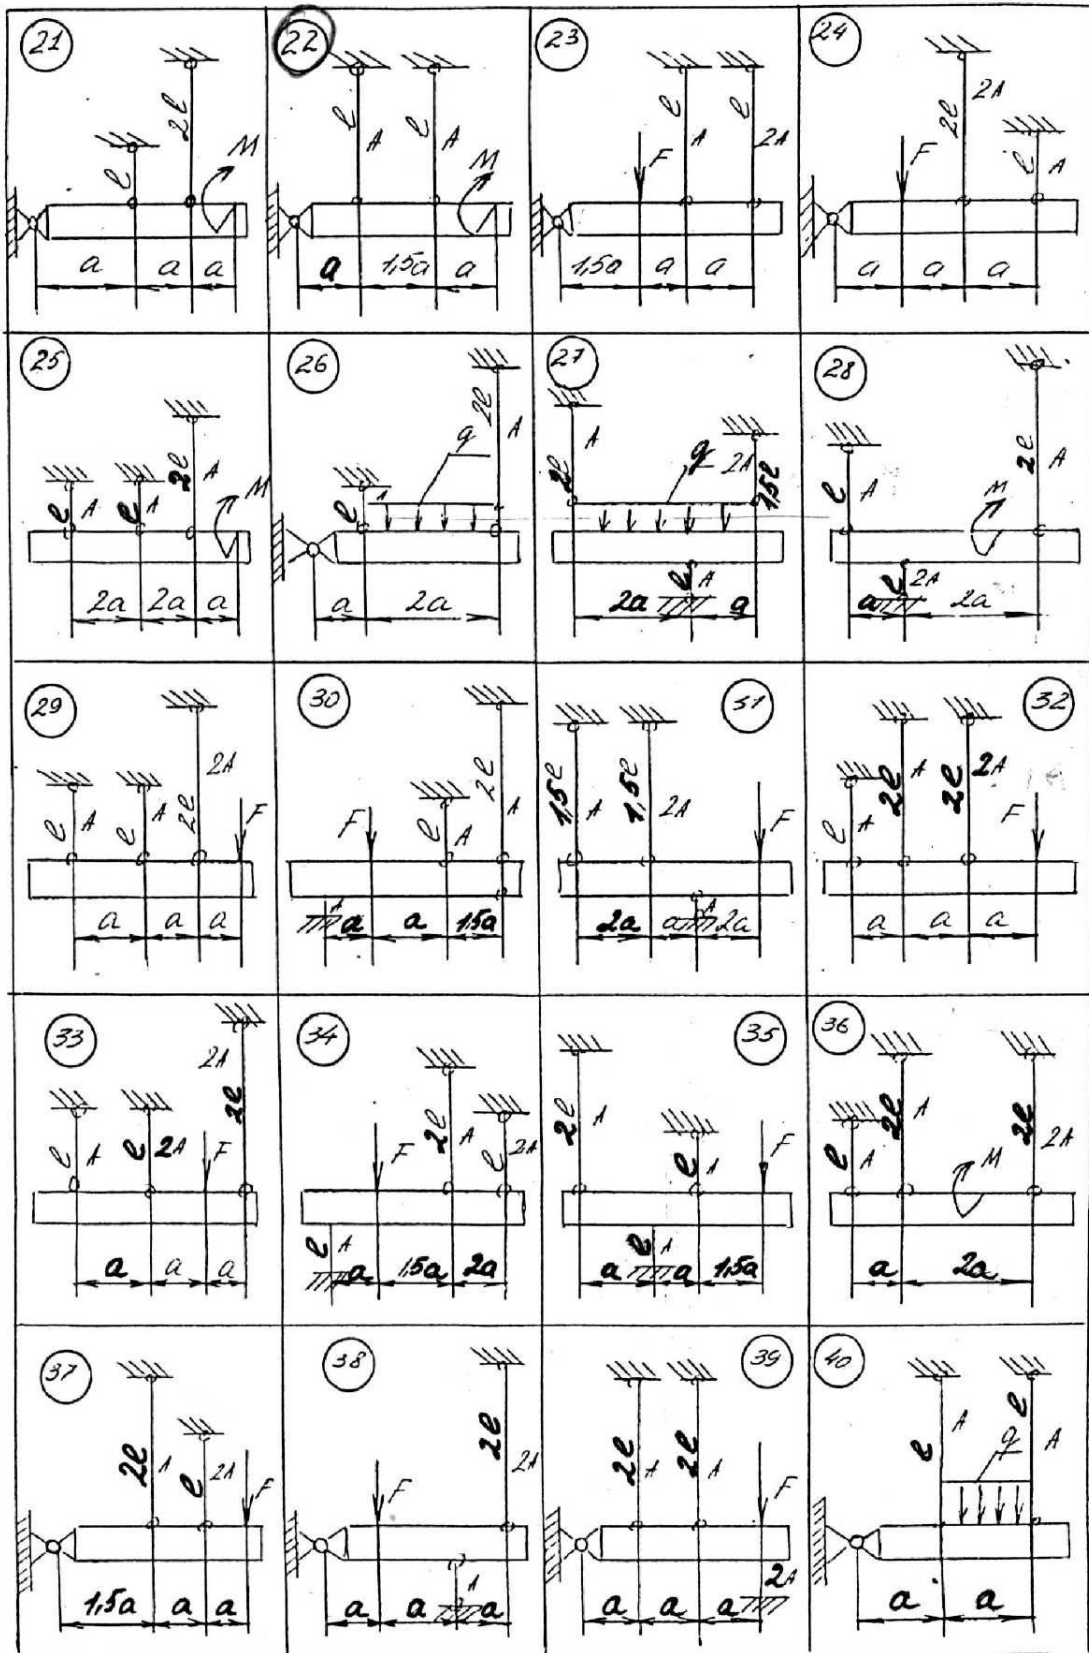 21
2l
l
M
a a a
22
l A l A
M
a 1,5a a
23
F l A l 2A
1,5a a a
24
2A
2l
F l A
a a a
25
2l A
l A l A M
2a 2a a
26
2l A
q
l
a 2a
27
A
q 2A
2l 1,5l
l A
2a a
28
2l A
l A M
l 2A
a 2a
29
2A
l A l A 2l F
a a a
30
2l
F l A A
A
a a 1,5a
31
1,5l A 1,5l 2A F
A
2a a 2a
32
2l A 2l 2A
l A F
a a a
33
2A
2l
l A l 2A F
a a a
34
F 2l A l 2A
l A
a 1,5a 2a
35
2l A l A F
l A
a a 1,5a
36
2l A 2l 2A
l A M
a 2a
37
2l A l 2A F
1,5a a a
38
2l
F 2A
A
a a a
39
2l A 2l A F
2A
a a a
40
l A l A
q
a a